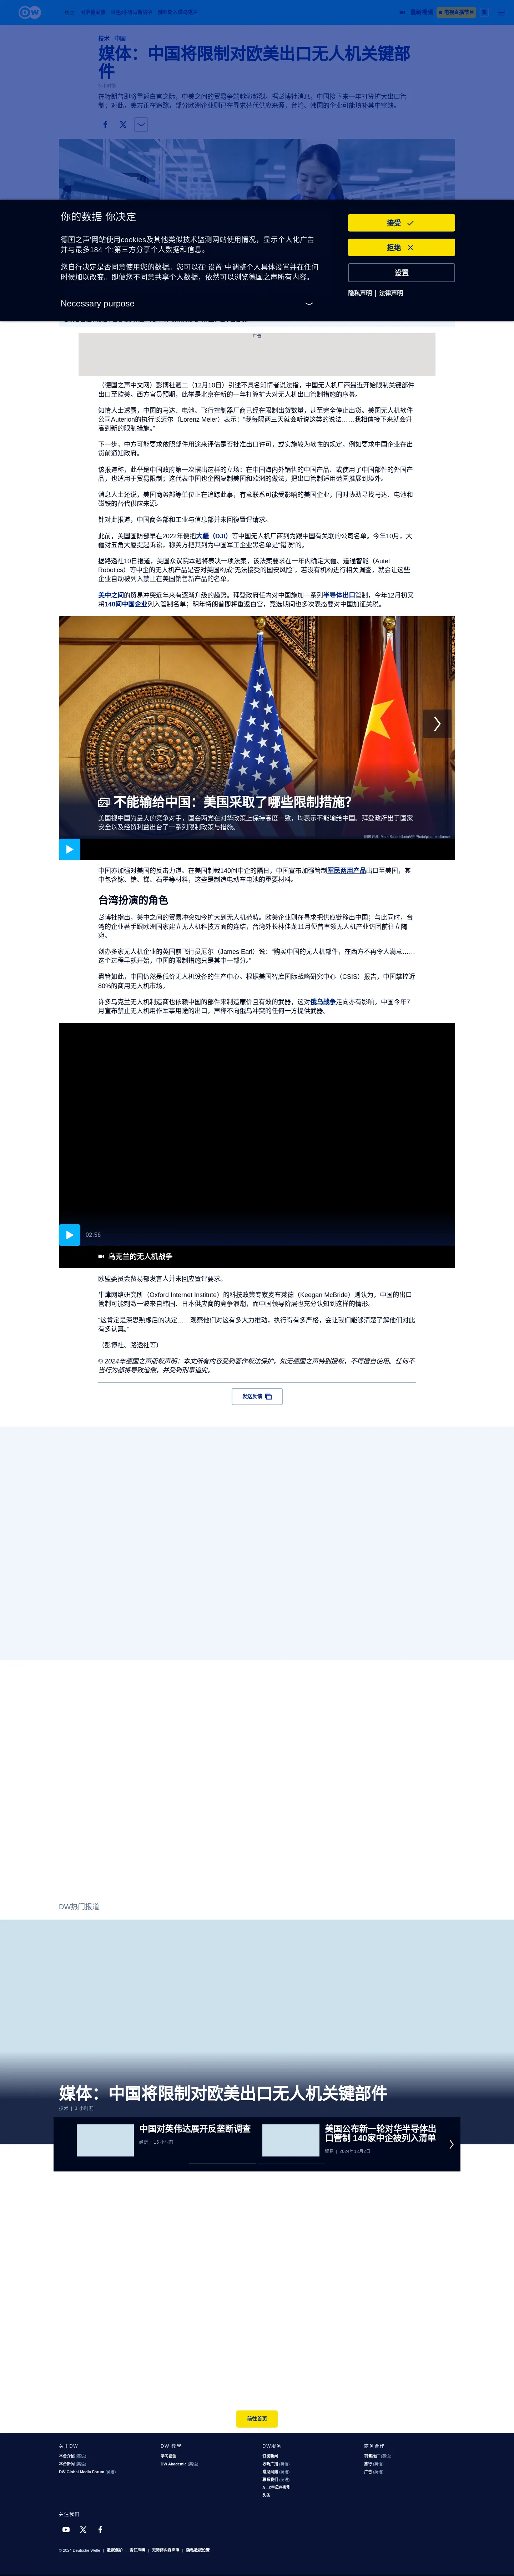 DW
技术 中国
媒体：中国将限制对欧美出口无人机关键部件
3 小时前
在特朗普即将重返白宫之际，中美之间的贸易争端越演越烈。据彭博社消息，中国接下来一年打算扩大出口管制；对此，美方正在追踪，部分欧洲企业则已在寻求替代供应来源，台湾、韩国的企业可能填补其中空缺。
你的数据 你决定
德国之声'网站使用cookies及其他类似技术监测网站使用情况，显示个人化广告并与最多184 个;第三方分享个人数据和信息。
您自行决定是否同意使用您的数据。您可以在"设置"中调整个人具体设置并在任何时候加以改变。即便您不同意共享个人数据，依然可以浏览德国之声所有内容。
Necessary purpose
接受
拒绝
设置
隐私声明 | 法律声明
广告
（德国之声中文网）彭博社週二（12月10日）引述不具名知情者说法指，中国无人机厂商最近开始限制关键部件出口至欧美。西方官员预期，此举是北京在新的一年打算扩大对无人机出口管制措施的序幕。
知情人士透露，中国的马达、电池、飞行控制器厂商已经在限制出货数量，甚至完全停止出货。美国无人机软件公司Auterion的执行长迈尔（Lorenz Meier）表示："我每隔两三天就会听说这类的说法……我相信接下来就会升高到新的限制措施。"
下一步，中方可能要求依照部件用途来评估是否批准出口许可，或实施较为软性的规定，例如要求中国企业在出货前通知政府。
该报道称，此举是中国政府第一次摆出这样的立场：在中国海内外销售的中国产品、或使用了中国部件的外国产品，也适用于贸易限制；这代表中国也企图复制美国和欧洲的做法，把出口管制适用范圍推展到境外。
消息人士还说，美国商务部等单位正在追踪此事，有意联系可能受影响的美国企业，同时协助寻找马达、电池和磁铁的替代供应来源。
针对此报道，中国商务部和工业与信息部并未回復置评请求。
此前，美国国防部早在2022年便把大疆（DJI）等中国无人机厂商列为跟中国有关联的公司名单。今年10月，大疆对五角大厦提起诉讼，称美方把其列为中国军工企业黑名单是"错误"的。
据路透社10日报道，美国众议院本週将表决一项法案，该法案要求在一年内确定大疆、道通智能（Autel Robotics）等中企的无人机产品是否对美国构成"无法接受的国安风险"，若没有机构进行相关调查，就会让这些企业自动被列入禁止在美国销售新产品的名单。
美中之间的贸易冲突近年来有逐渐升级的趋势。拜登政府任内对中国施加一系列半导体出口管制，今年12月初又将140间中国企业列入管制名单；明年特朗普即将重返白宫，竞选期间也多次表态要对中国加征关税。
不能输给中国：美国采取了哪些限制措施？
美国视中国为最大的竞争对手，国会两党在对华政策上保持高度一致，均表示不能输给中国。拜登政府出于国家安全以及经贸利益出台了一系列限制政策与措施。
中国亦加强对美国的反击力道。在美国制裁140间中企的隔日，中国宣布加强管制军民两用产品出口至美国，其中包含镓、锗、锑、石墨等材料，这些是制造电动车电池的重要材料。
台湾扮演的角色
彭博社指出，美中之间的贸易冲突如今扩大到无人机范畴。欧美企业则在寻求把供应链移出中国；与此同时，台湾的企业著手跟欧洲国家建立无人机科技方面的连结，台湾外长林佳龙11月便曾率领无人机产业访团前往立陶宛。
创办多家无人机企业的英国前飞行员厄尔（James Earl）说："购买中国的无人机部件，在西方不再令人满意……这个过程早就开始，中国的限制措施只是其中一部分。"
盡管如此，中国仍然是低价无人机设备的生产中心。根据美国智库国际战略研究中心（CSIS）报告，中国掌控近80%的商用无人机市场。
许多乌克兰无人机制造商也依赖中国的部件来制造廉价且有效的武器，这对俄乌战争走向亦有影响。中国今年7月宣布禁止无人机用作军事用途的出口，声称不向俄乌冲突的任何一方提供武器。
02:56
乌克兰的无人机战争
欧盟委员会贸易部发言人并未回应置评要求。
牛津网络研究所（Oxford Internet Institute）的科技政策专家麦布莱德（Keegan McBride）则认为，中国的出口管制可能刺激一波来自韩国、日本供应商的竞争浪潮，而中国领导阶层也充分认知到这样的情形。
"这肯定是深思熟虑后的决定……观察他们对这有多大力推动，执行得有多严格，会让我们能够清楚了解他们对此有多认真。"
（彭博社、路透社等）
© 2024年德国之声版权声明：本文所有内容受到著作权法保护，如无德国之声特别授权，不得擅自使用。任何不当行为都将导致追偿，并受到刑事追究。
发送反馈
DW热门报道
媒体：中国将限制对欧美出口无人机关键部件
技术 | 3 小时前
中国对英伟达展开反垄断调查
经济 | 15 小时前
美国公布新一轮对华半导体出口管制 140家中企被列入清单
贸易 | 2024年12月2日
前往首页
关于DW
本台介绍 (英语)
本台新闻 (英语)
DW Global Media Forum (英语)
DW 教學
学习德语
DW Akademie (英语)
DW服务
订阅新闻
收听广播 (英语)
常见问题 (英语)
联系我们 (英语)
A - Z字母序索引
头条
商务合作
销售推广 (英语)
旅行 (英语)
广告 (英语)
关注我们
© 2024 Deutsche Welle | 数据保护 | 责任声明 | 无障碍内容声明 | 隐私数据设置